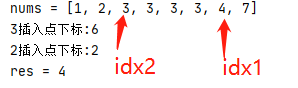 nums = [1, 2, 3, 3, 3, 3, 4, 7]
3插入点下标:6
2插入点下标:2
res = 4
idx2
idx1